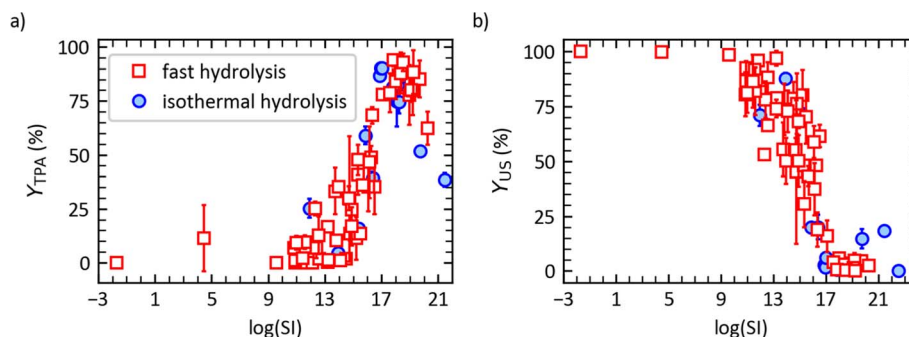 a)
b)
100
75
50
25
0
Y_TPA (%)
fast hydrolysis
isothermal hydrolysis
−3 1 5 9 13 17 21
log(SI)
100
75
50
25
0
Y_US (%)
−3 1 5 9 13 17 21
log(SI)